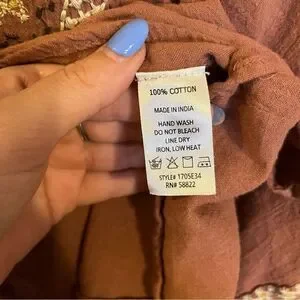 100% COTTON
MADE IN INDIA
HAND WASH
DO NOT BLEACH
LINE DRY
IRON, LOW HEAT
STYLE# 1705E34
RN# 58822